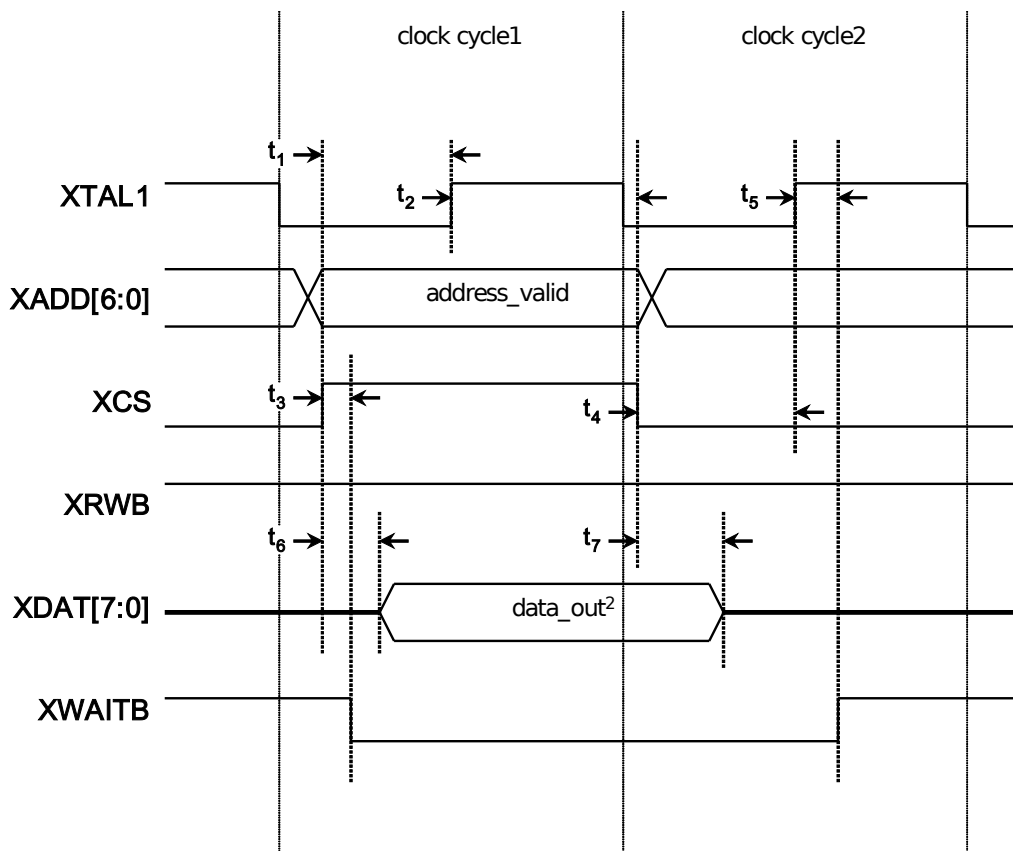 clock cycle1
clock cycle2
t1
XTAL1
t2
t5
XADD[6:0]
address_valid
XCS
t3
t4
XRWB
t6
t7
XDAT[7:0]
data_out²
XWAITB